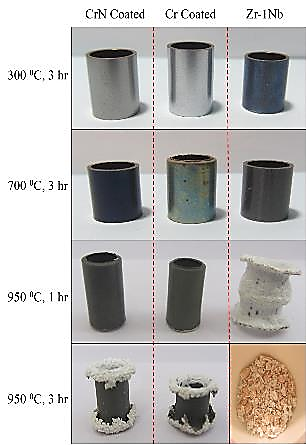 CrN Coated Cr Coated Zr-1Nb
300 ⁰C, 3 hr
700 ⁰C, 3 hr
950 ⁰C, 1 hr
950 ⁰C, 3 hr